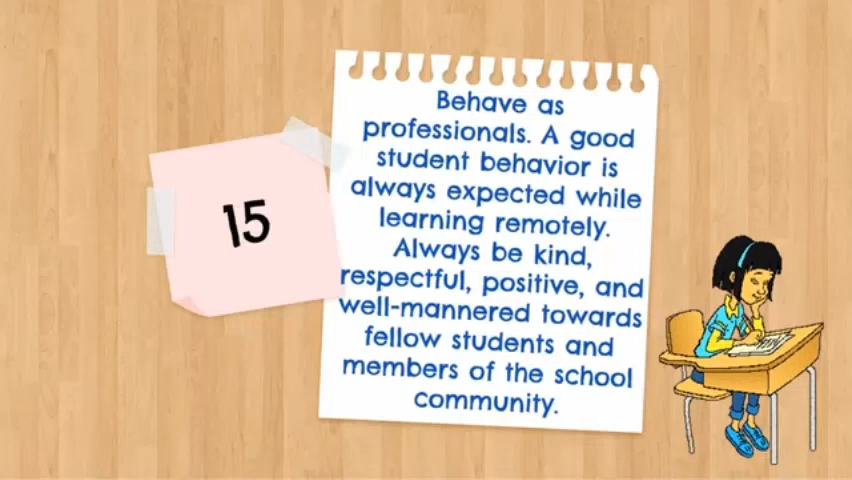 15
Behave as
professionals. A good
student behavior is
always expected while
learning remotely.
Always be kind,
respectful, positive, and
well-mannered towards
fellow students and
members of the school
community.